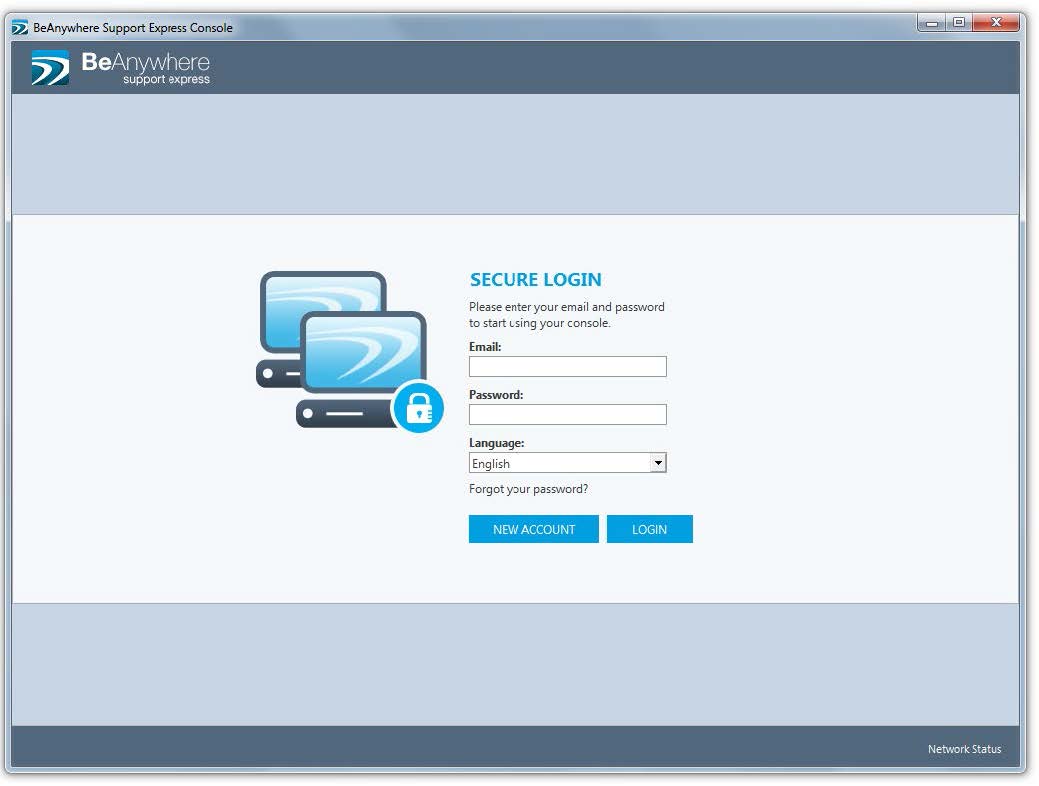 BeAnywhere Support Express Console
BeAnywhere
support express
SECURE LOGIN
Please enter your email and password
to start using your console.
Email:
Password:
Language:
English
Forgot your password?
NEW ACCOUNT
LOGIN
Network Status